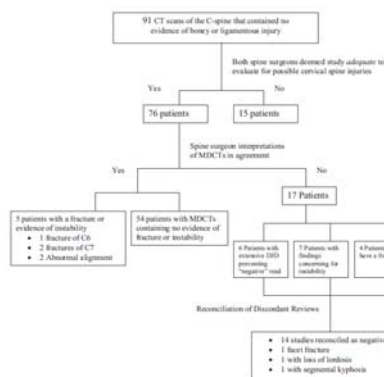 91 CT scans of the C-spine that contained no
evidence of boney or ligamentous injury
Both spine surgeons deemed study adequate to
evaluate for possible cervical spine injuries
Yes
No
76 patients
15 patients
Spine surgeon interpretations
of MDCTs in agreement
Yes
No
17 Patients
5 patients with a fracture or
evidence of instability
• 1 fracture of C6
• 2 fractures of C7
• 2 Abnormal alignment
54 patients with MDCTs
containing no evidence of
fracture or instability
6 Patients with
extensive DJD
preventing
"negative" read
7 Patients with
findings
concerning for
instability
4 Patients
have a
Reconciliation of Discordant Reviews
• 14 studies reconciled as negative
• 1 facet fracture
• 1 with loss of lordosis
• 1 with segmental kyphosis